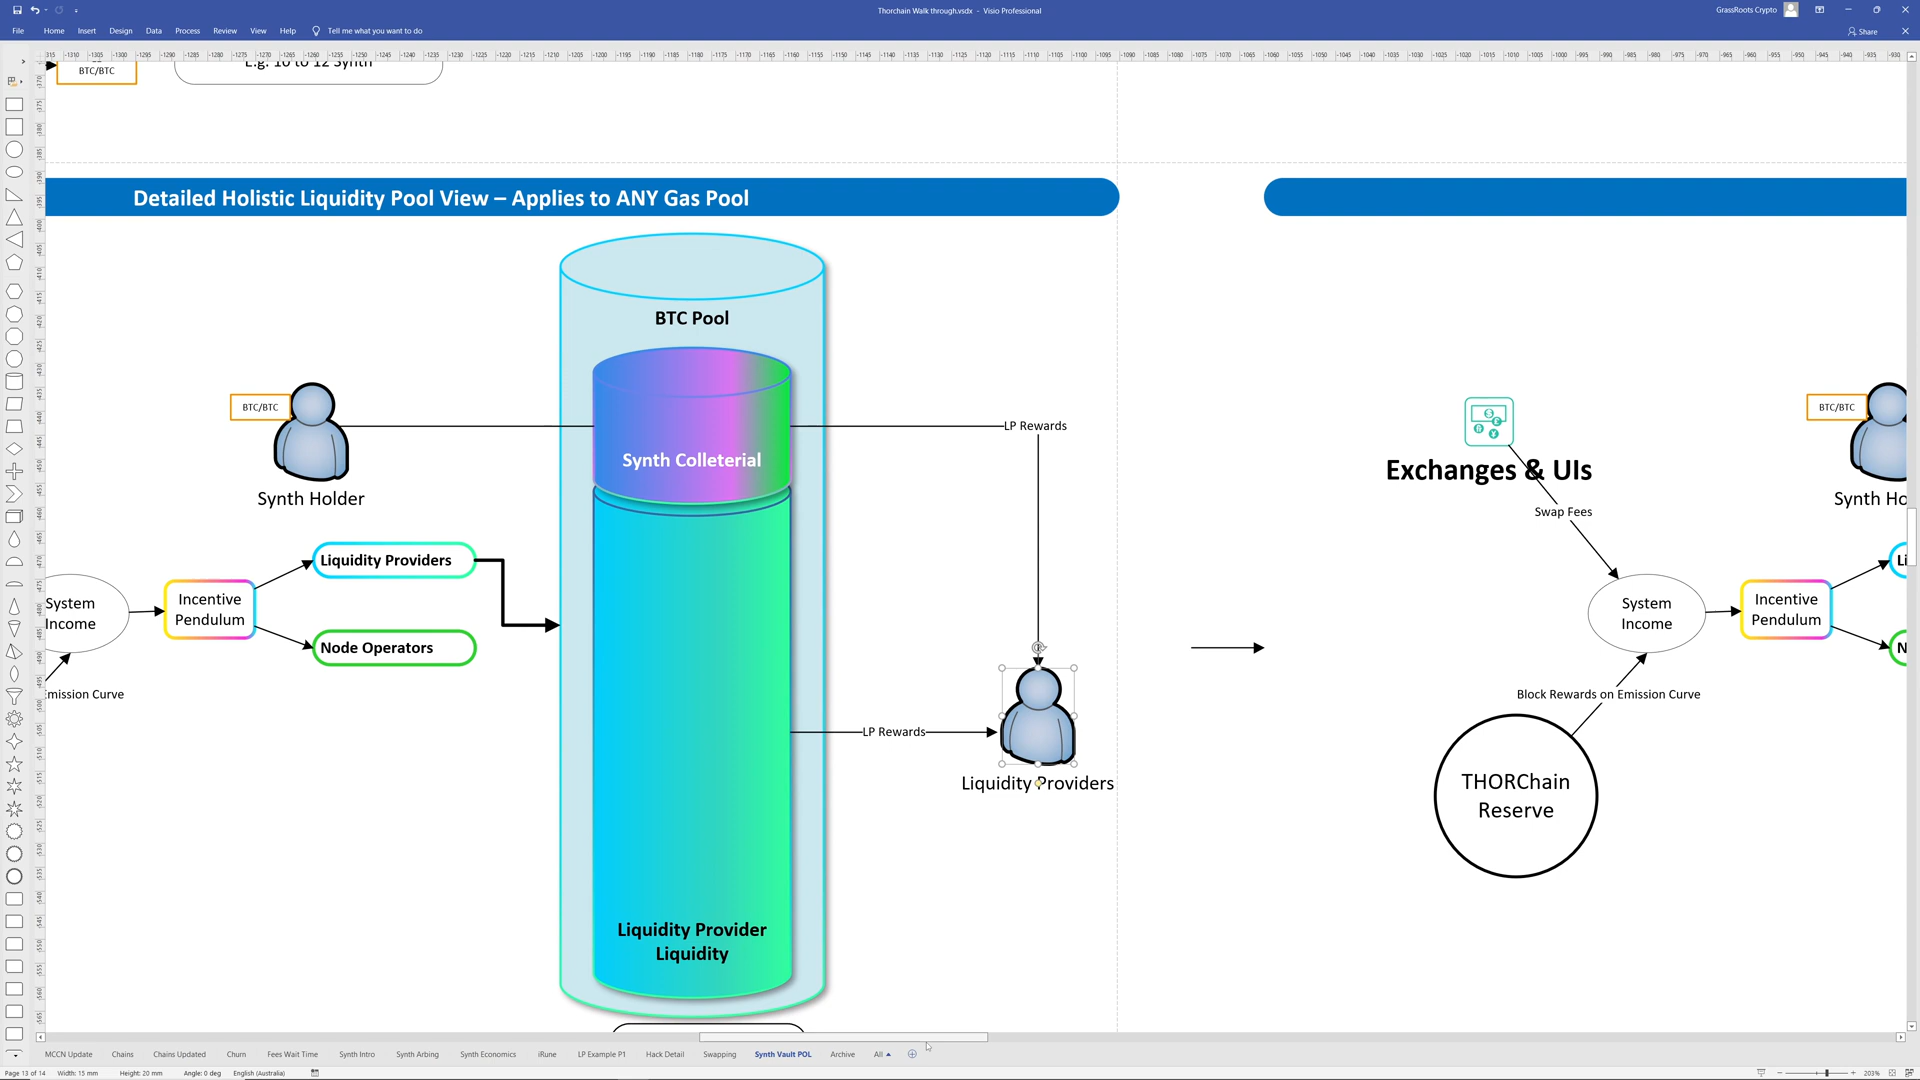 Thorchain Walk through.vsdx - Visio Professional
GrassRoots Crypto
File Home Insert Design Data Process Review View Help Tell me what you want to do
Share
BTC/BTC
E.g. 10 to 12 Synth
Detailed Holistic Liquidity Pool View – Applies to ANY Gas Pool
BTC Pool
BTC/BTC
Synth Holder
Synth Colleterial
LP Rewards
Liquidity Providers
System
Income
Incentive
Pendulum
Node Operators
Emission Curve
LP Rewards
Liquidity Providers
Liquidity Provider
Liquidity
Exchanges & UIs
Swap Fees
BTC/BTC
Synth Ho
System
Income
Incentive
Pendulum
Li
N
Block Rewards on Emission Curve
THORChain
Reserve
MCCN Update Chains Chains Updated Churn Fees Wait Time Synth Intro Synth Arbing Synth Economics iRune LP Example P1 Hack Detail Swapping Synth Vault POL Archive All
Page 13 of 14 Width: 15 mm Height: 20 mm Angle: 0 deg English (Australia)
203%